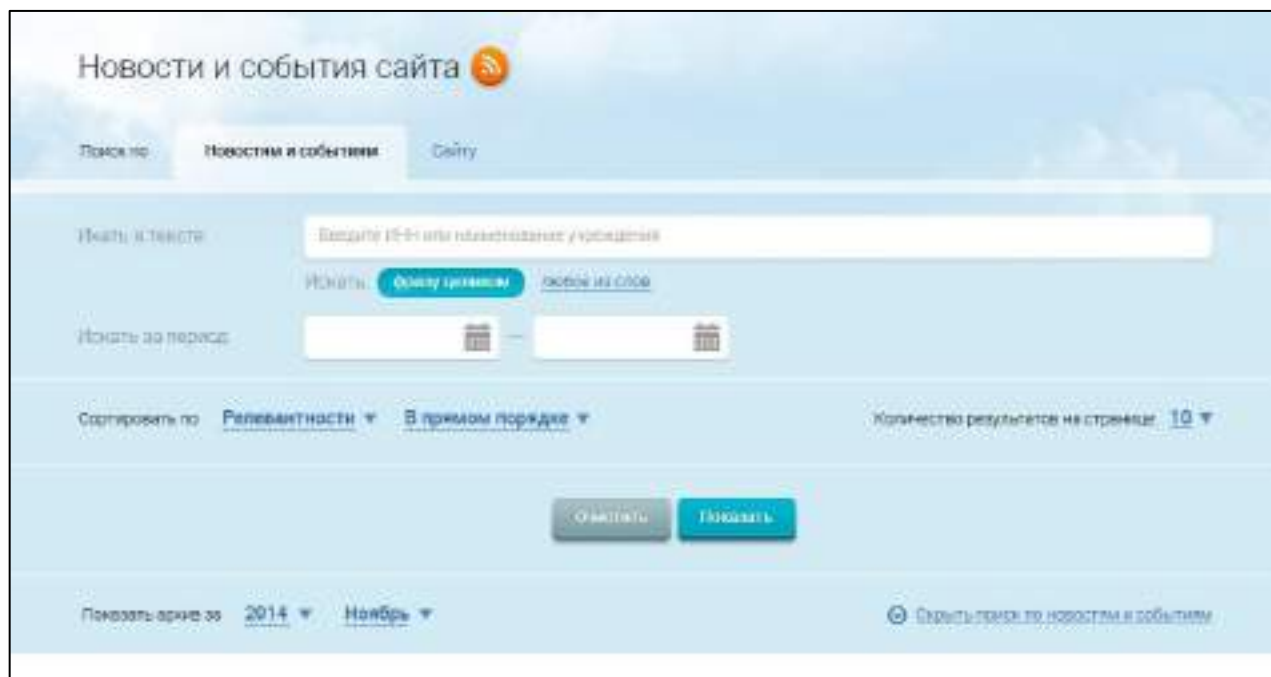 Новости и события сайта
Поиск по Новостям и событиям Сайту
Искать в тексте Введите ИНН или наименование учреждения
Искать: фразу целиком любое из слов
Искать за период: —
Сортировать по Релевантности В прямом порядке Количество результатов на странице 10
Очистить Показать
Показать архив за 2014 Ноябрь Скрыть поиск по новостям и событиям